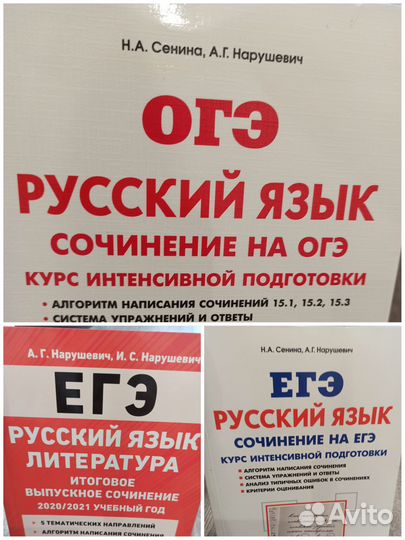 Н.А. Сенина, А.Г. Нарушевич
ОГЭ
РУССКИЙ ЯЗЫК
СОЧИНЕНИЕ НА ОГЭ
КУРС ИНТЕНСИВНОЙ ПОДГОТОВКИ
• АЛГОРИТМ НАПИСАНИЯ СОЧИНЕНИЙ 15.1, 15.2, 15.3
• СИСТЕМА УПРАЖНЕНИЙ И ОТВЕТЫ
А. Г. Нарушевич, И. С. Нарушевич
ЕГЭ
РУССКИЙ ЯЗЫК
ЛИТЕРАТУРА
ИТОГОВОЕ
ВЫПУСКНОЕ СОЧИНЕНИЕ
2020/2021 УЧЕБНЫЙ ГОД
• 5 ТЕМАТИЧЕСКИХ НАПРАВЛЕНИЙ
• АЛГОРИТМ НАПИСАНИЯ СОЧИНЕНИЯ
Н.А. Сенина, А.Г. Нарушевич
ЕГЭ
РУССКИЙ ЯЗЫК
СОЧИНЕНИЕ НА ЕГЭ
КУРС ИНТЕНСИВНОЙ ПОДГОТОВКИ
• АЛГОРИТМ НАПИСАНИЯ СОЧИНЕНИЯ
• СИСТЕМА УПРАЖНЕНИЙ И ОТВЕТЫ
• АНАЛИЗ ТИПИЧНЫХ ОШИБОК В СОЧИНЕНИЯХ
• КРИТЕРИИ ОЦЕНИВАНИЯ
Avito